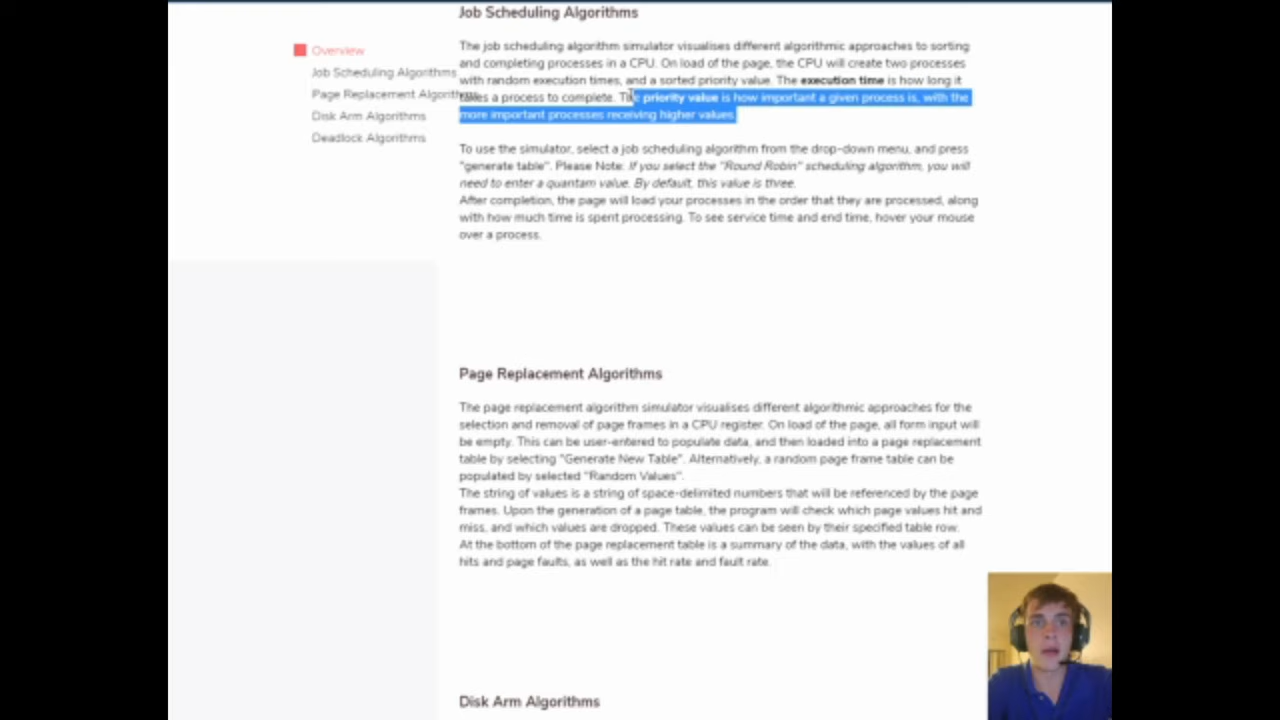 Job Scheduling Algorithms
Overview
Job Scheduling Algorithms
Page Replacement Algorithms
Disk Arm Algorithms
Deadlock Algorithms
The job scheduling algorithm simulator visualises different algorithmic approaches to sorting
and completing processes in a CPU. On load of the page, the CPU will create two processes
with random execution times, and a sorted priority value. The execution time is how long it
takes a process to complete. The priority value is how important a given process is, with the
more important processes receiving higher values.
To use the simulator, select a job scheduling algorithm from the drop-down menu, and press
"generate table". Please Note: If you select the "Round Robin" scheduling algorithm, you will
need to enter a quantam value. By default, this value is three.
After completion, the page will load your processes in the order that they are processed, along
with how much time is spent processing. To see service time and end time, hover your mouse
over a process.
Page Replacement Algorithms
The page replacement algorithm simulator visualises different algorithmic approaches for the
selection and removal of page frames in a CPU register. On load of the page, all form input will
be empty. This can be user-entered to populate data, and then loaded into a page replacement
table by selecting "Generate New Table". Alternatively, a random page frame table can be
populated by selected "Random Values".
The string of values is a string of space-delimited numbers that will be referenced by the page
frames. Upon the generation of a page table, the program will check which page values hit and
miss, and which values are dropped. These values can be seen by their specified table row.
At the bottom of the page replacement table is a summary of the data, with the values of all
hits and page faults, as well as the hit rate and fault rate.
Disk Arm Algorithms